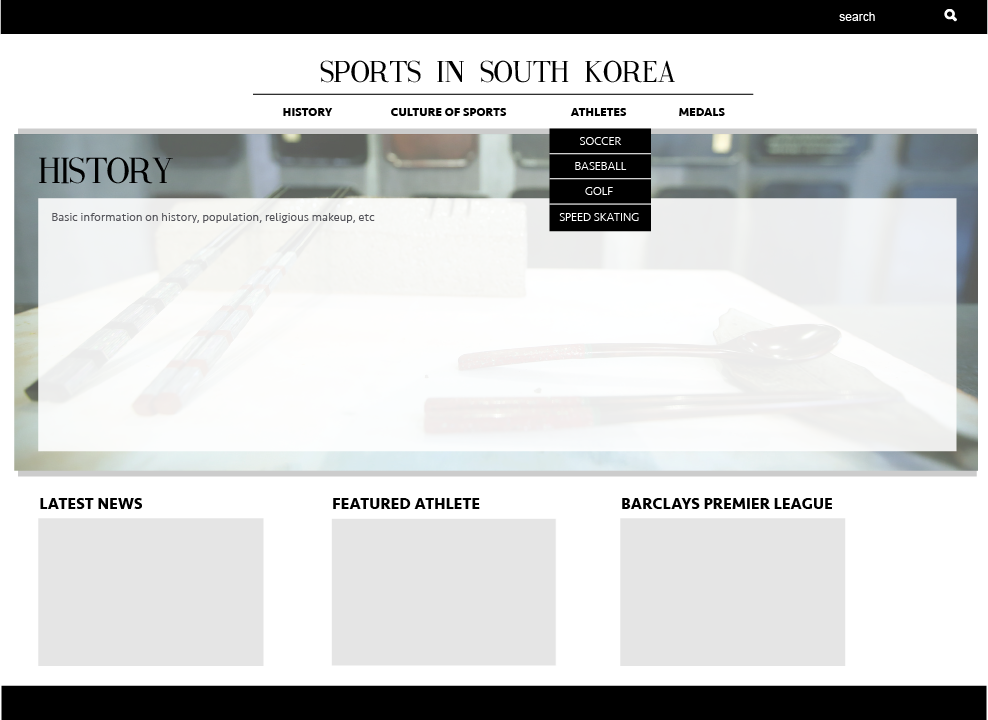 search
SPORTS IN SOUTH KOREA
HISTORY CULTURE OF SPORTS ATHLETES MEDALS
SOCCER
BASEBALL
GOLF
SPEED SKATING
HISTORY
Basic information on history, population, religious makeup, etc
LATEST NEWS
FEATURED ATHLETE
BARCLAYS PREMIER LEAGUE